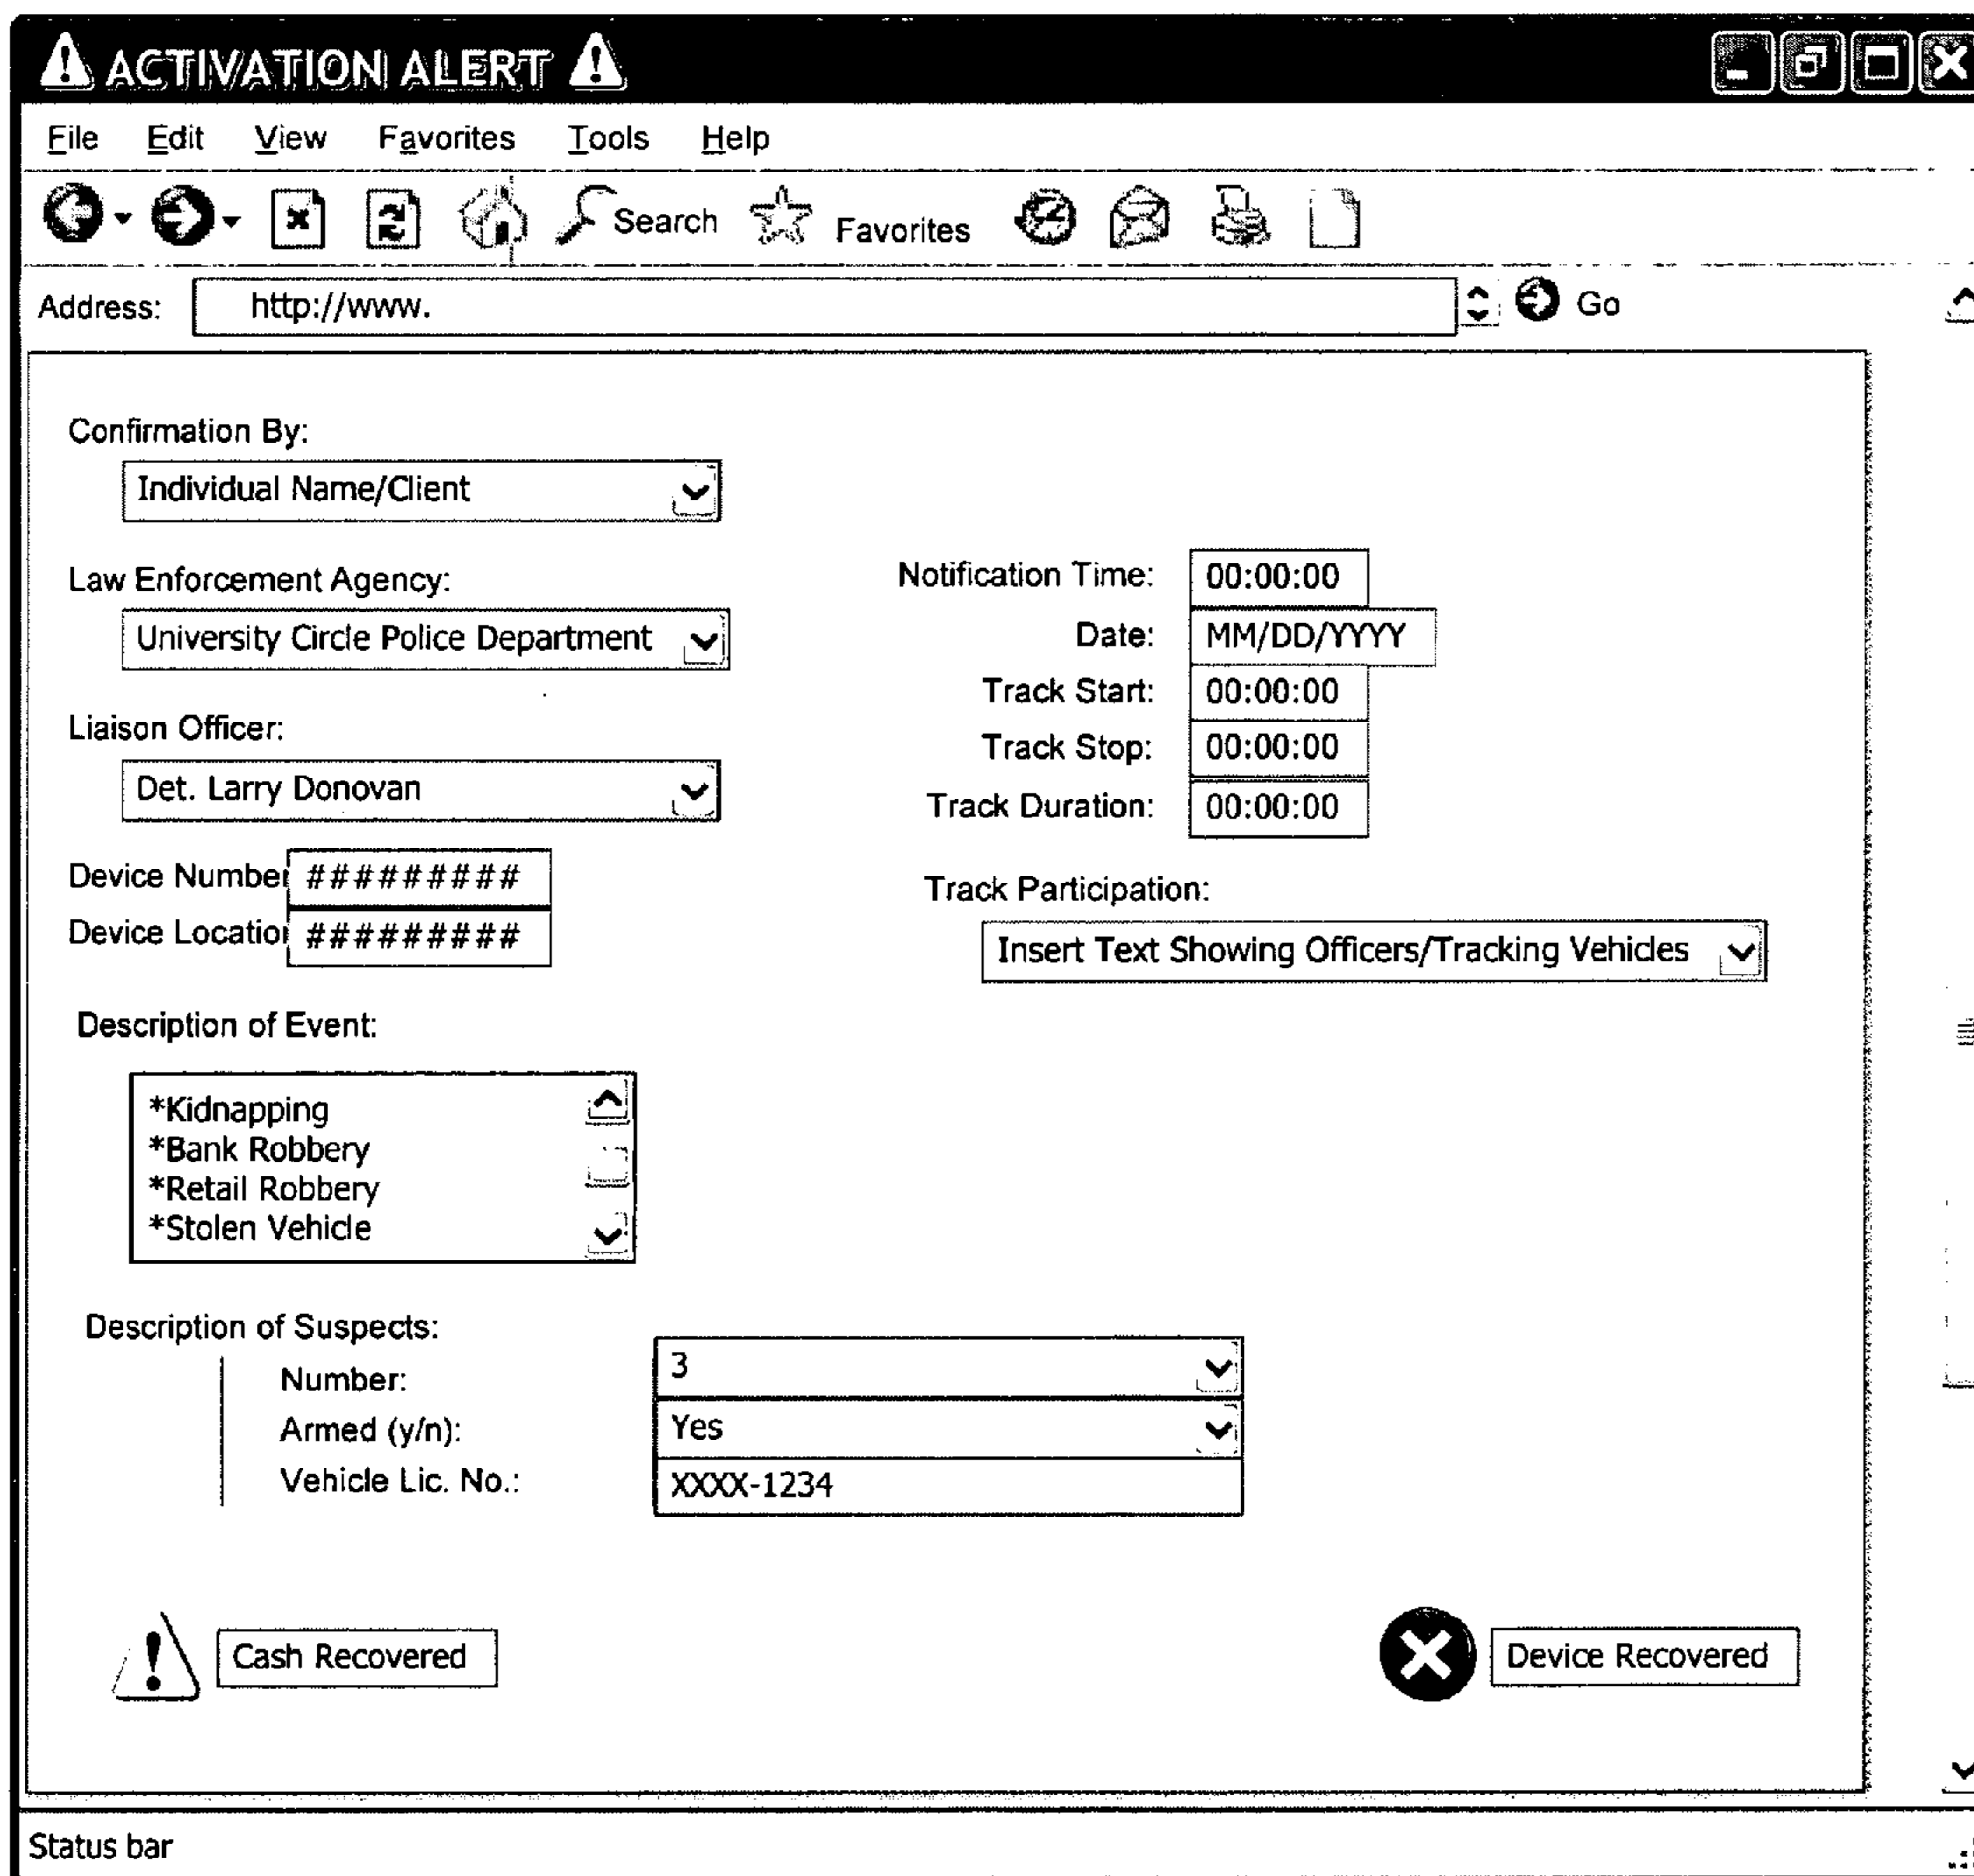 ACTIVATION ALERT
File Edit View Favorites Tools Help
Search Favorites
Address: http://www. Go
Confirmation By:
Individual Name/Client
Law Enforcement Agency:
University Circle Police Department
Liaison Officer:
Det. Larry Donovan
Device Number #########
Device Location #########
Notification Time: 00:00:00
Date: MM/DD/YYYY
Track Start: 00:00:00
Track Stop: 00:00:00
Track Duration: 00:00:00
Track Participation:
Insert Text Showing Officers/Tracking Vehicles
Description of Event:
*Kidnapping
*Bank Robbery
*Retail Robbery
*Stolen Vehicle
Description of Suspects:
Number: 3
Armed (y/n): Yes
Vehicle Lic. No.: XXXX-1234
Cash Recovered
Device Recovered
Status bar